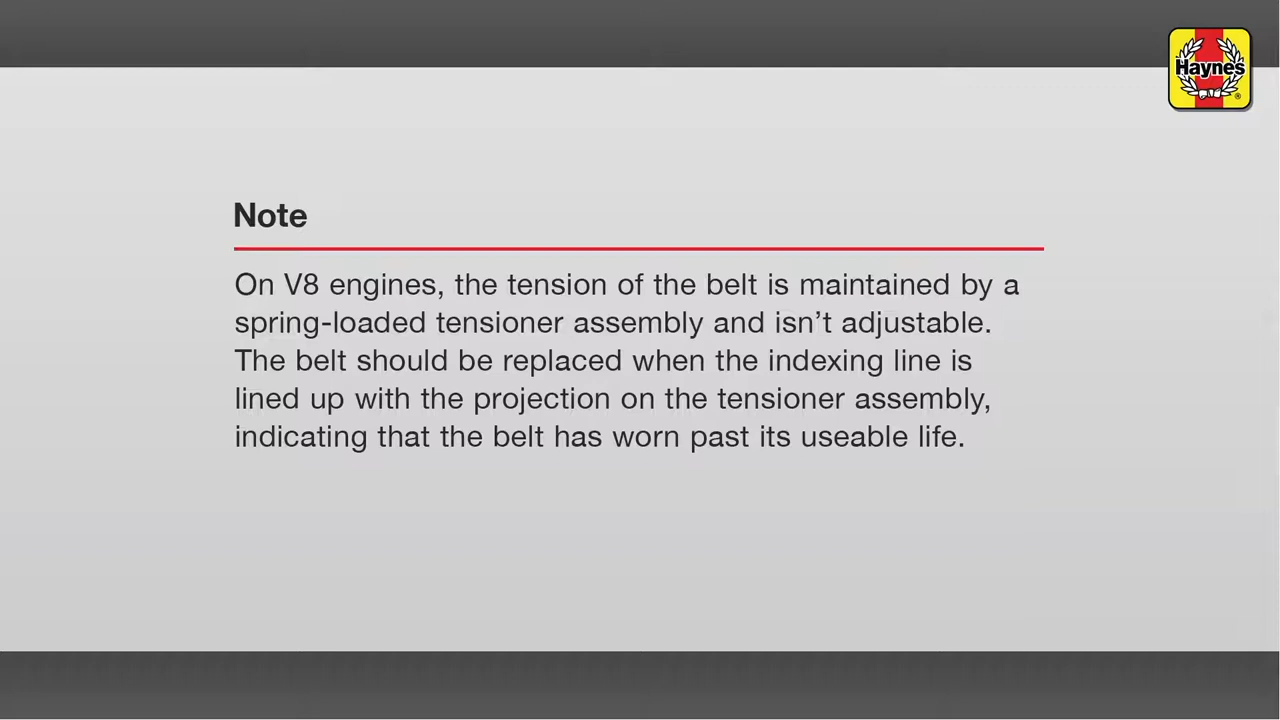 Haynes
Note
On V8 engines, the tension of the belt is maintained by a
spring-loaded tensioner assembly and isn’t adjustable.
The belt should be replaced when the indexing line is
lined up with the projection on the tensioner assembly,
indicating that the belt has worn past its useable life.